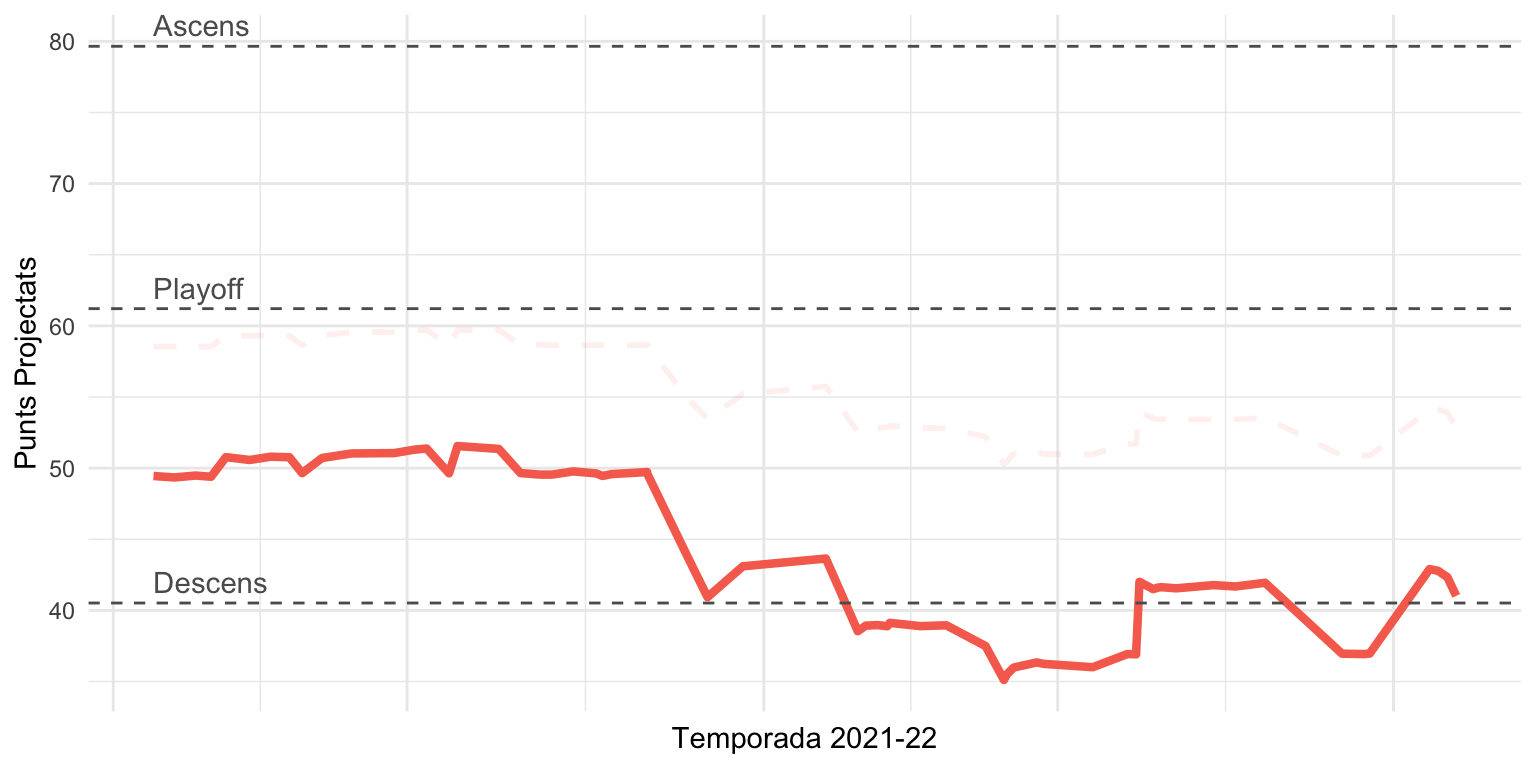 Ascens
80
70
Playoff
60
Punts Projectats
50
Descens
40
Temporada 2021-22